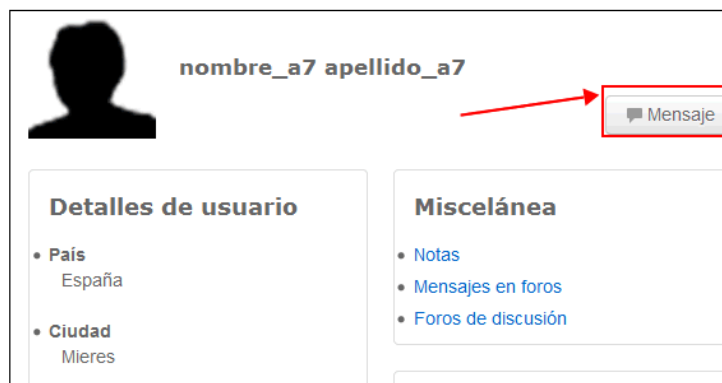 nombre_a7 apellido_a7
Mensaje
Detalles de usuario
País
España
Ciudad
Mieres
Miscelánea
Notas
Mensajes en foros
Foros de discusión